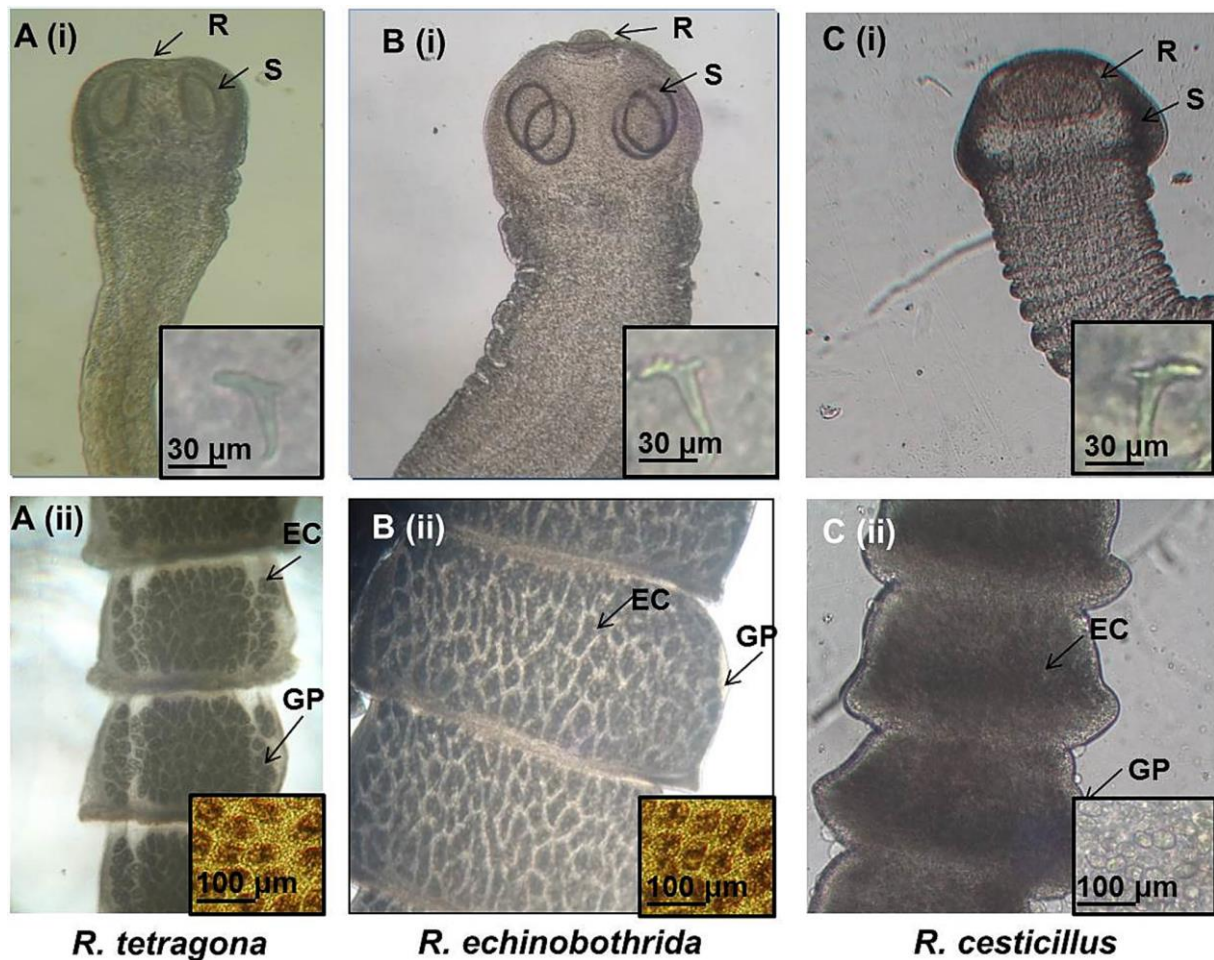 A (i)
R
S
30 µm
B (i)
R
S
30 µm
C (i)
R
S
30 µm
A (ii)
EC
GP
100 µm
B (ii)
EC
GP
100 µm
C (ii)
EC
GP
100 µm
R. tetragona
R. echinobothrida
R. cesticillus